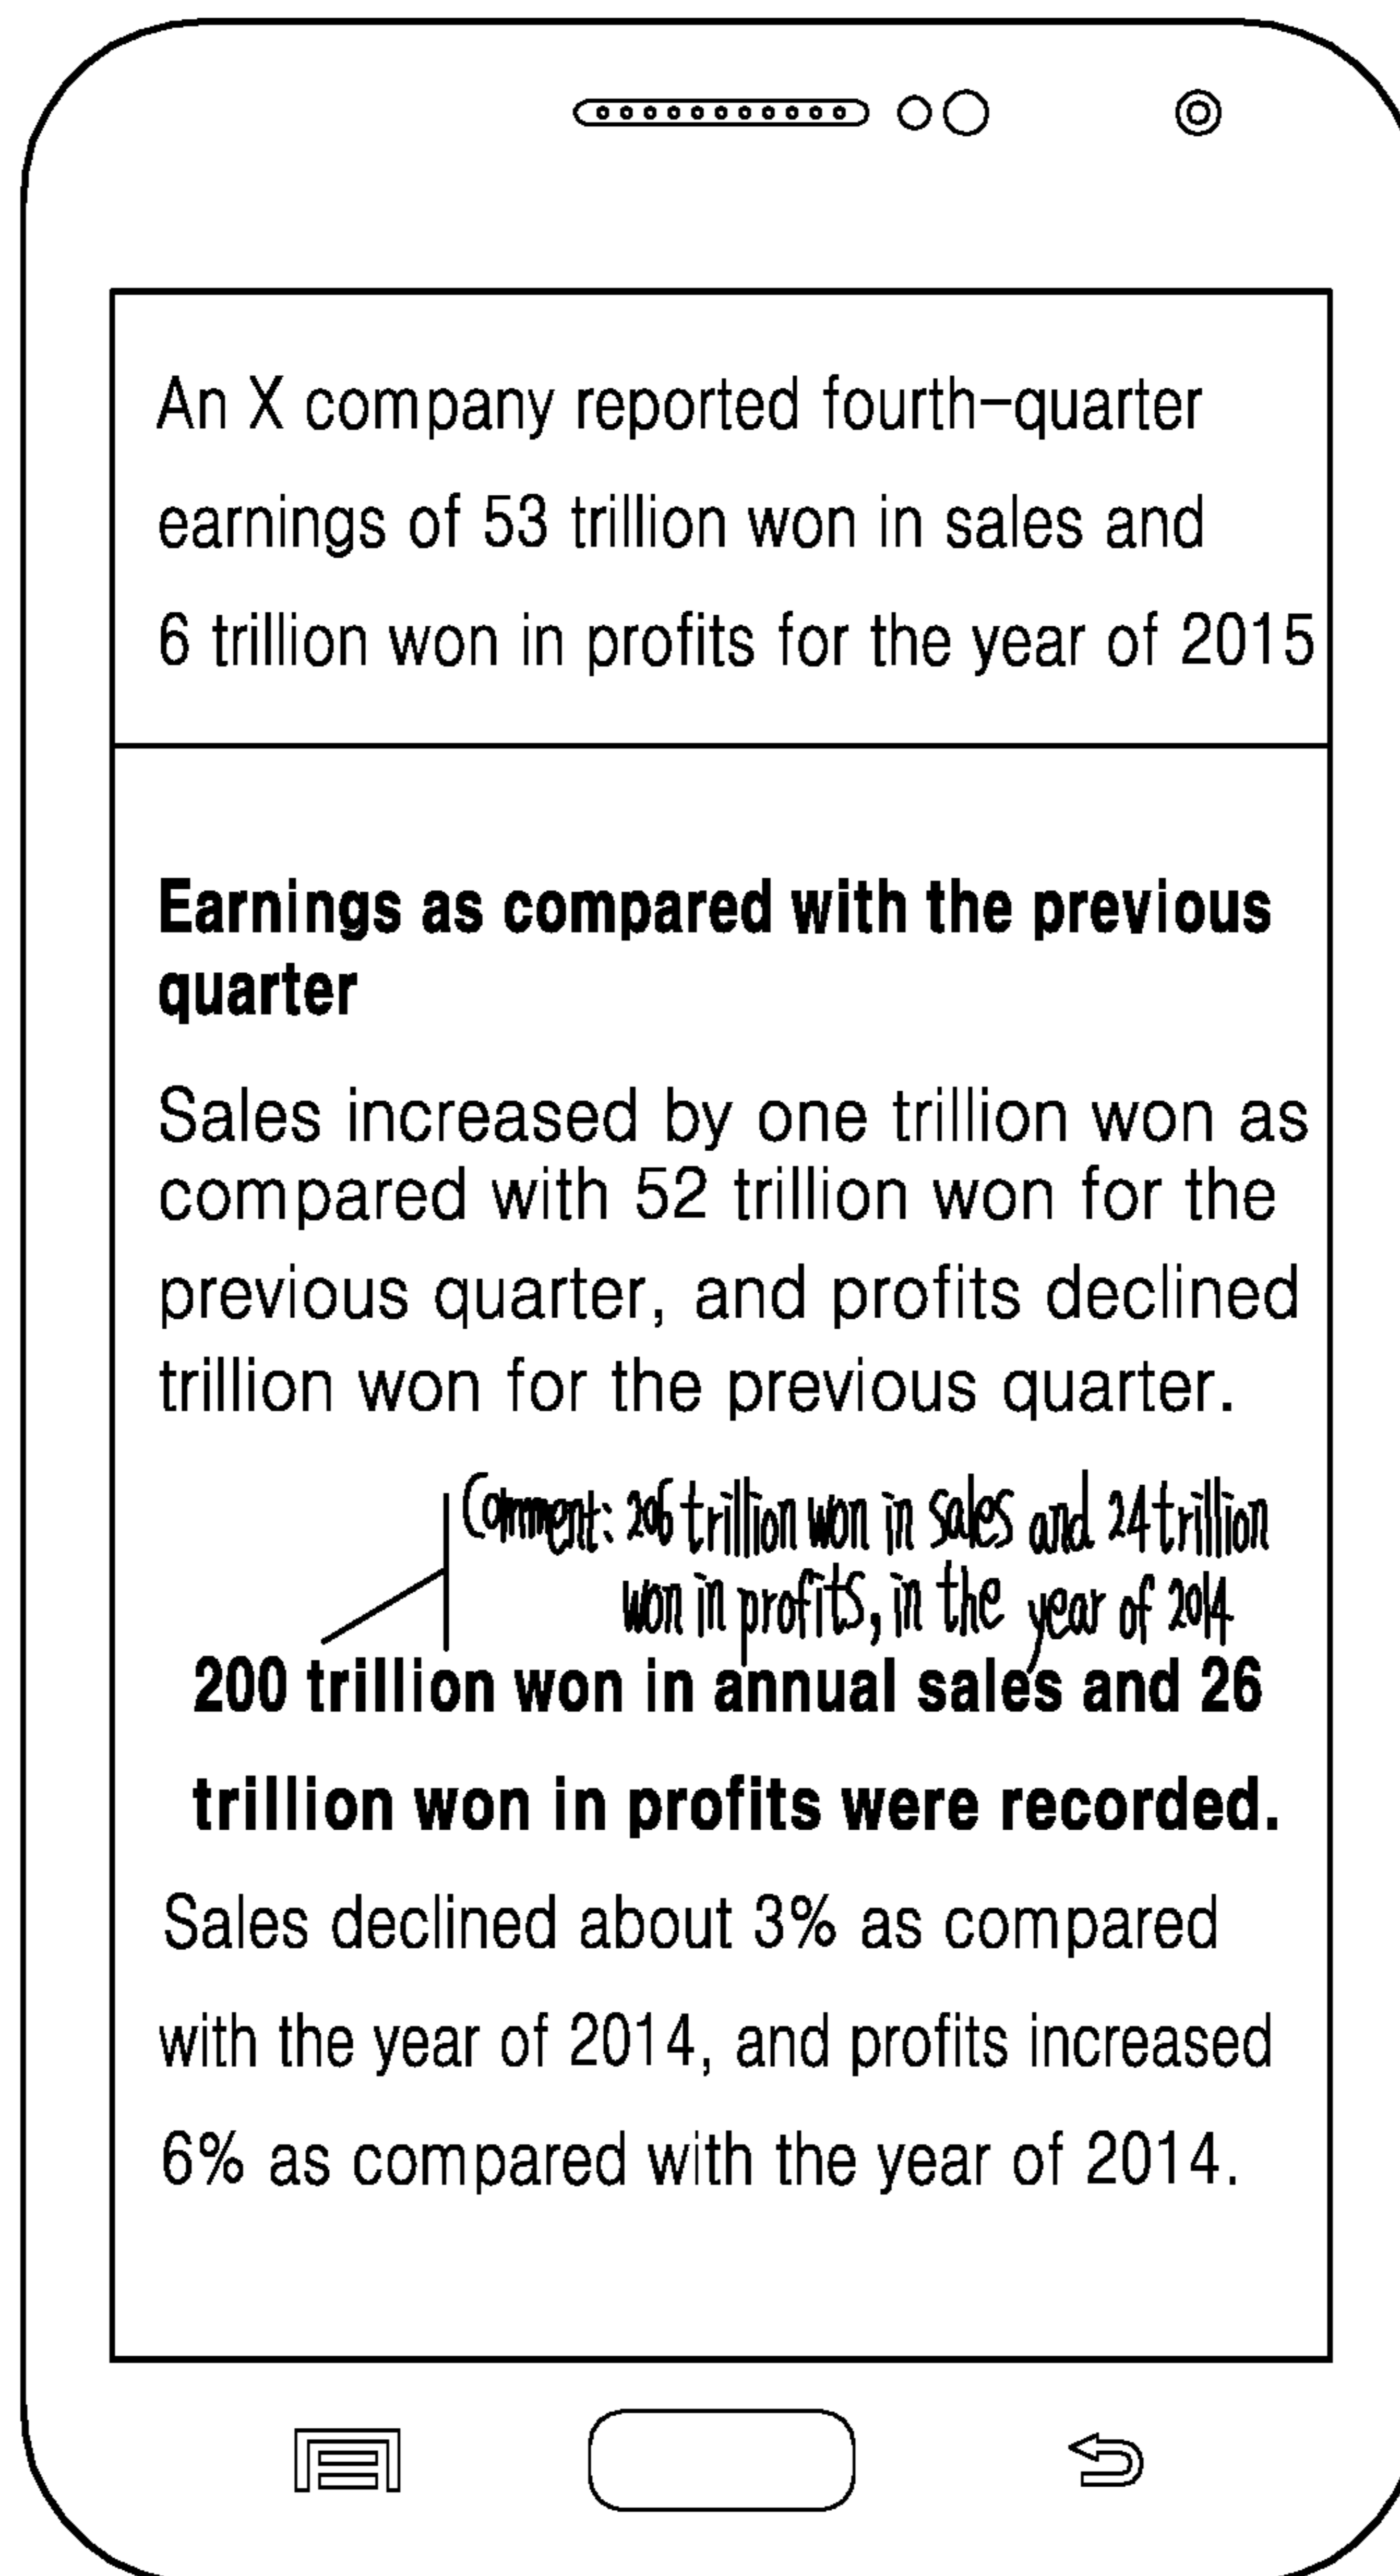 An X company reported fourth-quarter
earnings of 53 trillion won in sales and
6 trillion won in profits for the year of 2015
Earnings as compared with the previous
quarter
Sales increased by one trillion won as
compared with 52 trillion won for the
previous quarter, and profits declined
trillion won for the previous quarter.
Comment: 206 trillion won in sales and 24 trillion
won in profits, in the year of 2014
200 trillion won in annual sales and 26
trillion won in profits were recorded.
Sales declined about 3% as compared
with the year of 2014, and profits increased
6% as compared with the year of 2014.